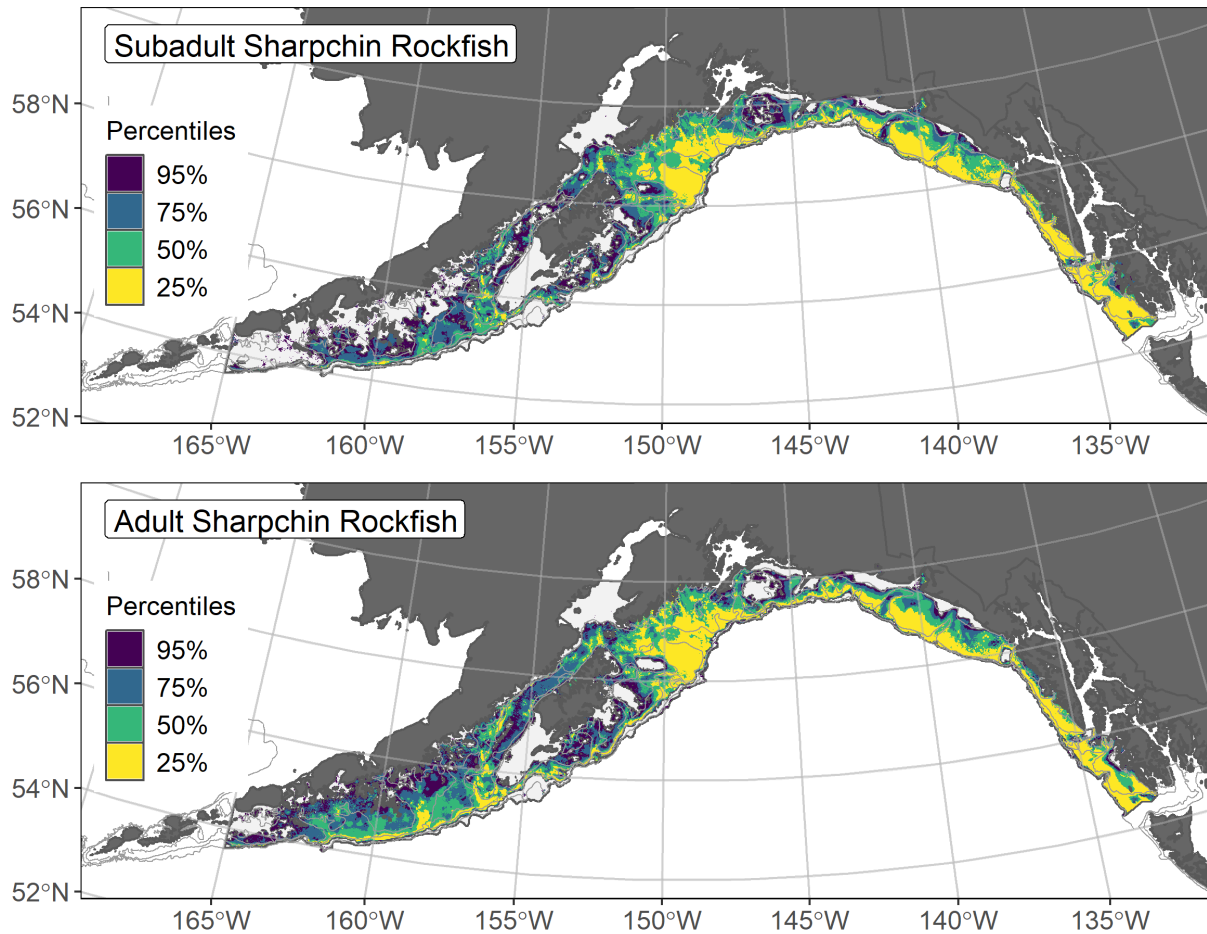 Subadult Sharpchin Rockfish
58°N
56°N
54°N
52°N
Percentiles
95%
75%
50%
25%
165°W 160°W 155°W 150°W 145°W 140°W 135°W
Adult Sharpchin Rockfish
58°N
56°N
54°N
52°N
Percentiles
95%
75%
50%
25%
165°W 160°W 155°W 150°W 145°W 140°W 135°W